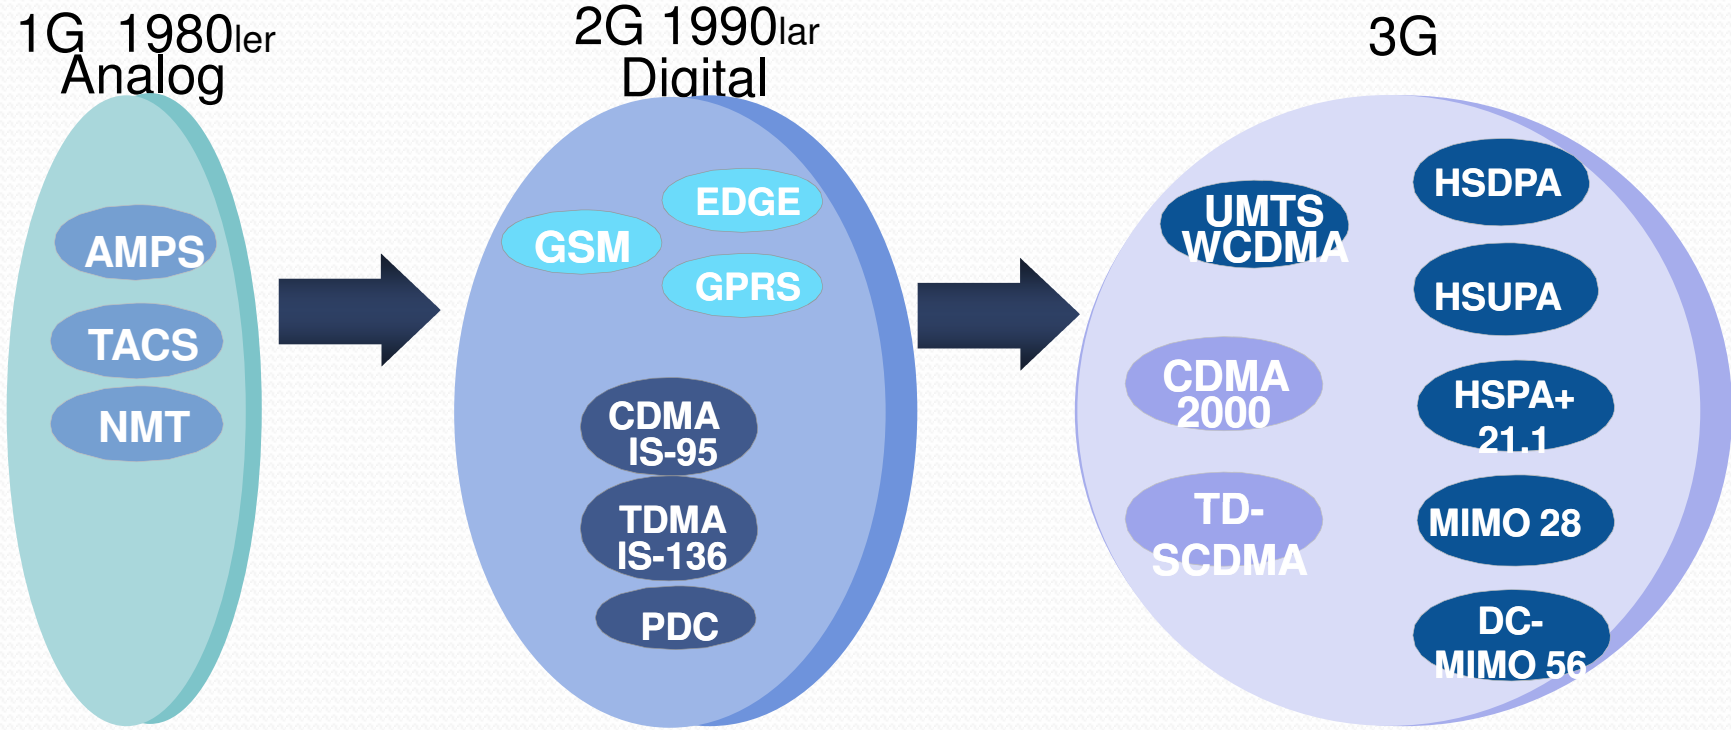 1G 1980ler
Analog
AMPS
TACS
NMT
2G 1990lar
Digital
EDGE
GSM
GPRS
CDMA
IS-95
TDMA
IS-136
PDC
3G
UMTS
WCDMA
CDMA
2000
TD-
SCDMA
HSDPA
HSUPA
HSPA+
21.1
MIMO 28
DC-
MIMO 56